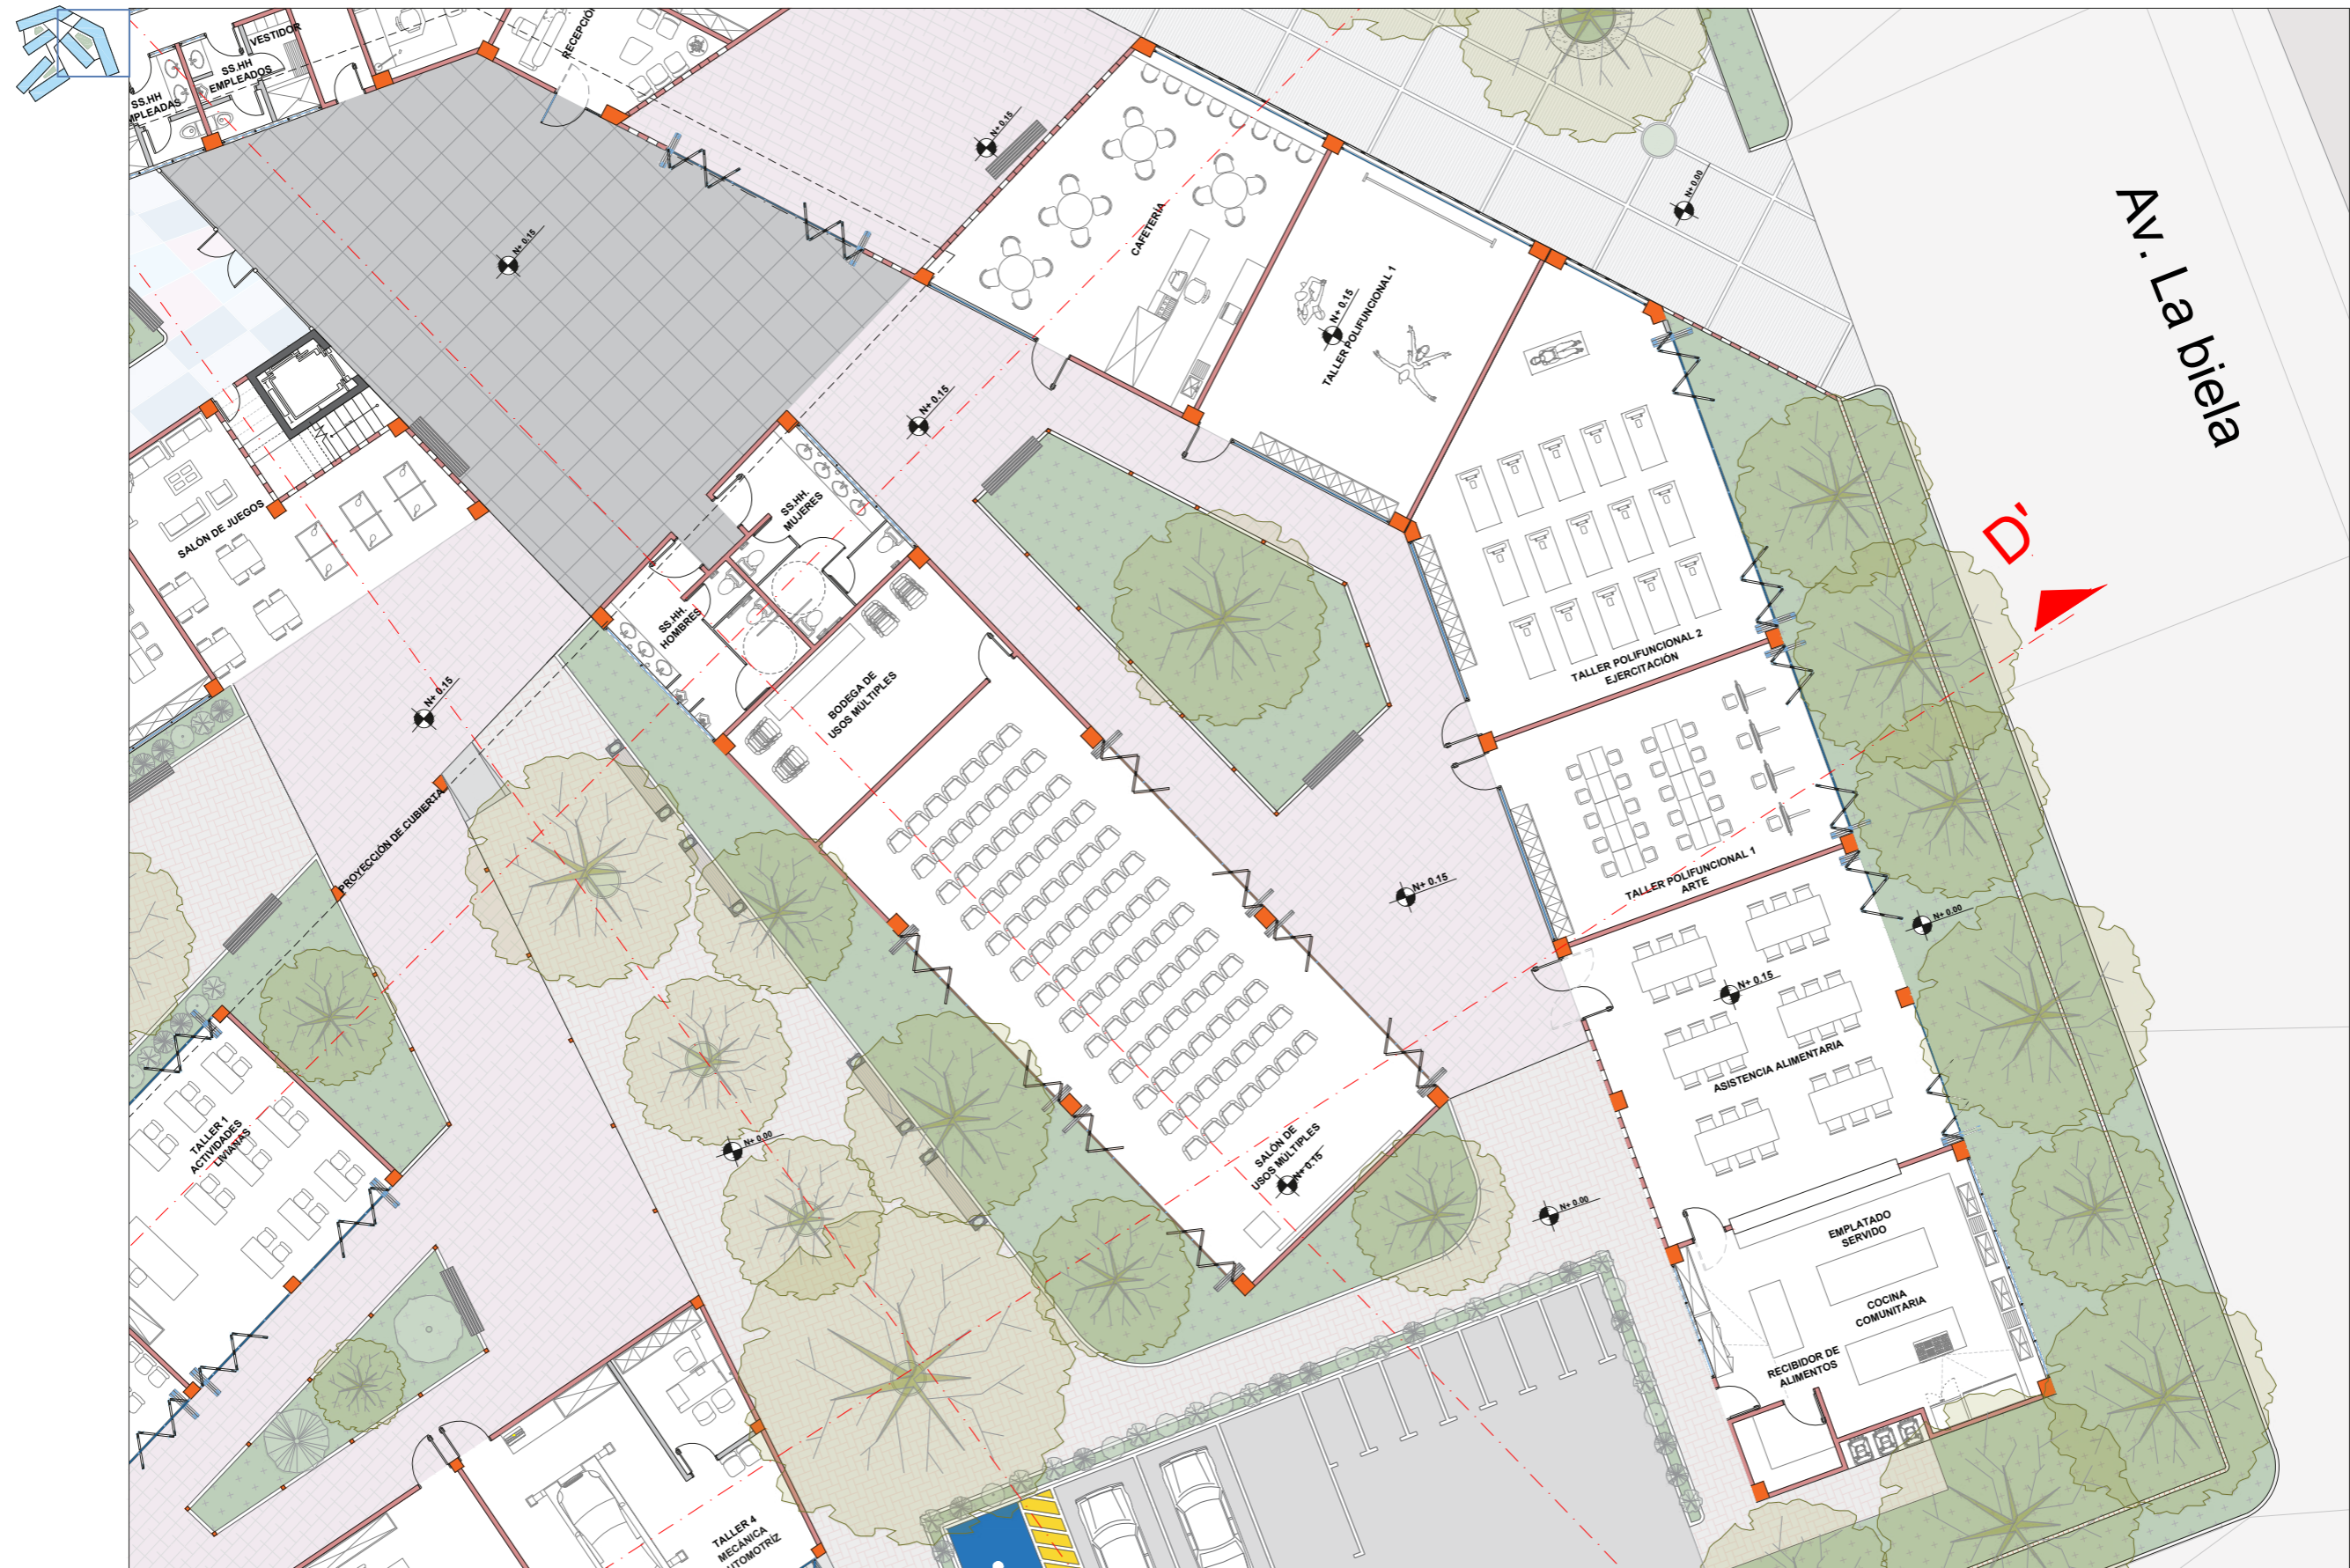 VESTIDOR
SS.HH
EMPLEADOS
SS.HH
RECEPCIÓN
N+ 0.15
N+ 0.15
N+ 0.00
Av. La biela
CAFETERÍA
N+ 0.15
TALLER POLIFUNCIONAL 1
N+ 0.15
SALÓN DE JUEGOS
SS.HH.
MUJERES
SS.HH.
HOMBRES
D'
TALLER POLIFUNCIONAL 2
EJERCITACIÓN
BODEGA DE
USOS MÚLTIPLES
N+ 0.15
PROYECCIÓN DE CUBIERTA
TALLER POLIFUNCIONAL 1
ARTE
N+ 0.15
N+ 0.00
N+ 0.15
ASISTENCIA ALIMENTARIA
TALLER 1
ACTIVIDADES
LIVIANAS
N+ 0.00
SALÓN DE
USOS MÚLTIPLES
N+ 0.15
N+ 0.00
EMPLATADO
SERVIDO
COCINA
COMUNITARIA
RECIBIDOR DE
ALIMENTOS
TALLER 4
MECÁNICA